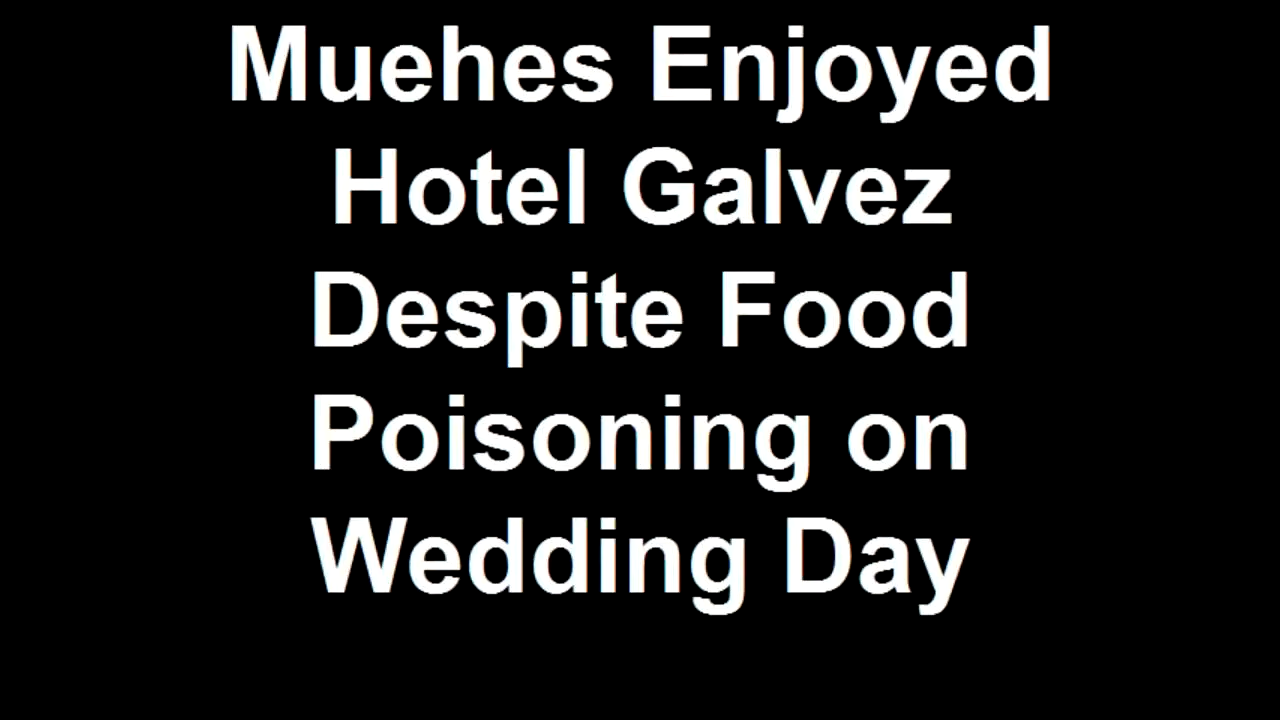 Muehes Enjoyed
Hotel Galvez
Despite Food
Poisoning on
Wedding Day